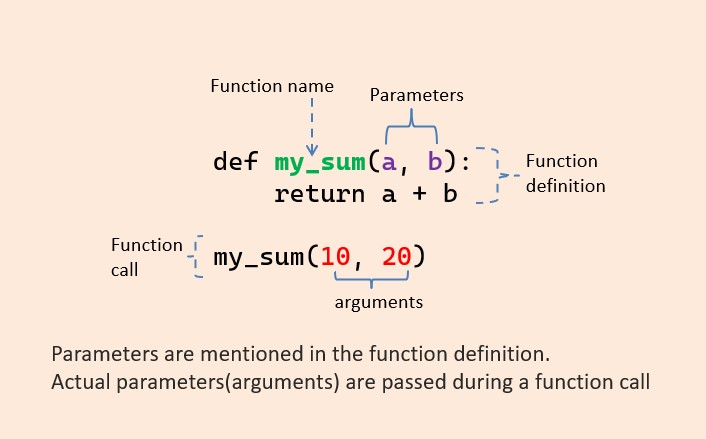 Function name
Parameters
def my_sum(a, b):
Function
definition
return a + b
Function
call
my_sum(10, 20)
arguments
Parameters are mentioned in the function definition.
Actual parameters(arguments) are passed during a function call